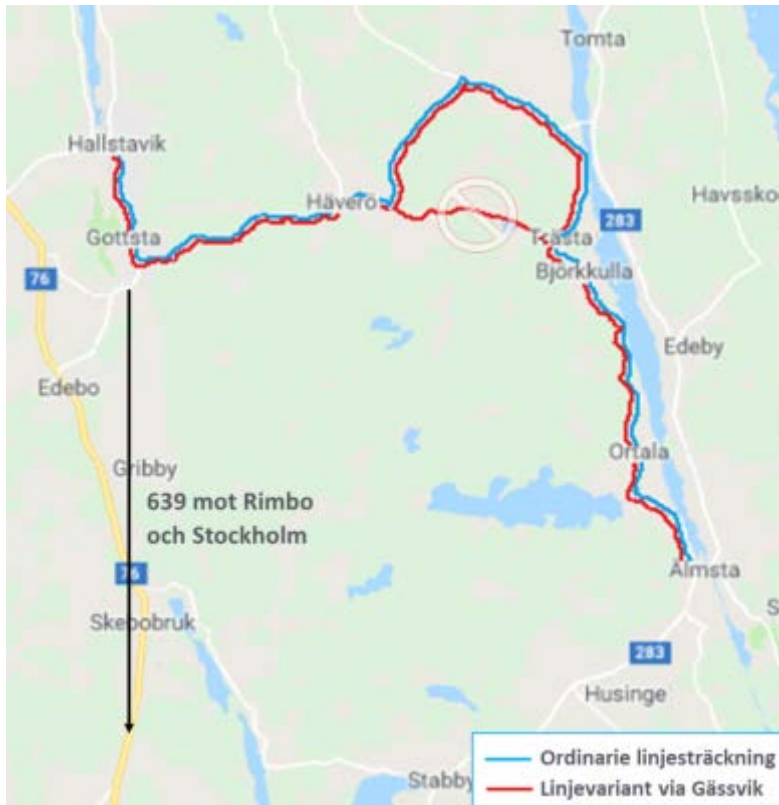 Tomta
Hallstavik
Häverö
Havssko
283
Gottsta
Trästa
Björkkulla
76
Edeby
Edebo
Ortala
Gribby
639 mot Rimbo
och Stockholm
Älmsta
76
Skebobruk
S
283
Husinge
Stabby
Ordinarie linjesträckning
Linjevariant via Gässvik